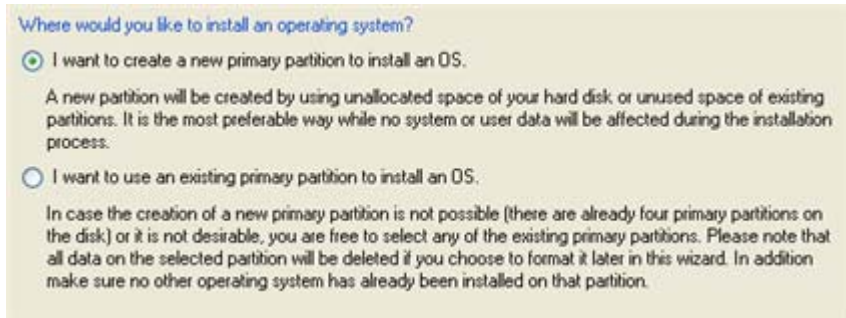 Where would you like to install an operating system?
I want to create a new primary partition to install an OS.
A new partition will be created by using unallocated space of your hard disk or unused space of existing
partitions. It is the most preferable way while no system or user data will be affected during the installation
process.
I want to use an existing primary partition to install an OS.
In case the creation of a new primary partition is not possible (there are already four primary partitions on
the disk) or it is not desirable, you are free to select any of the existing primary partitions. Please note that
all data on the selected partition will be deleted if you choose to format it later in this wizard. In addition
make sure no other operating system has already been installed on that partition.